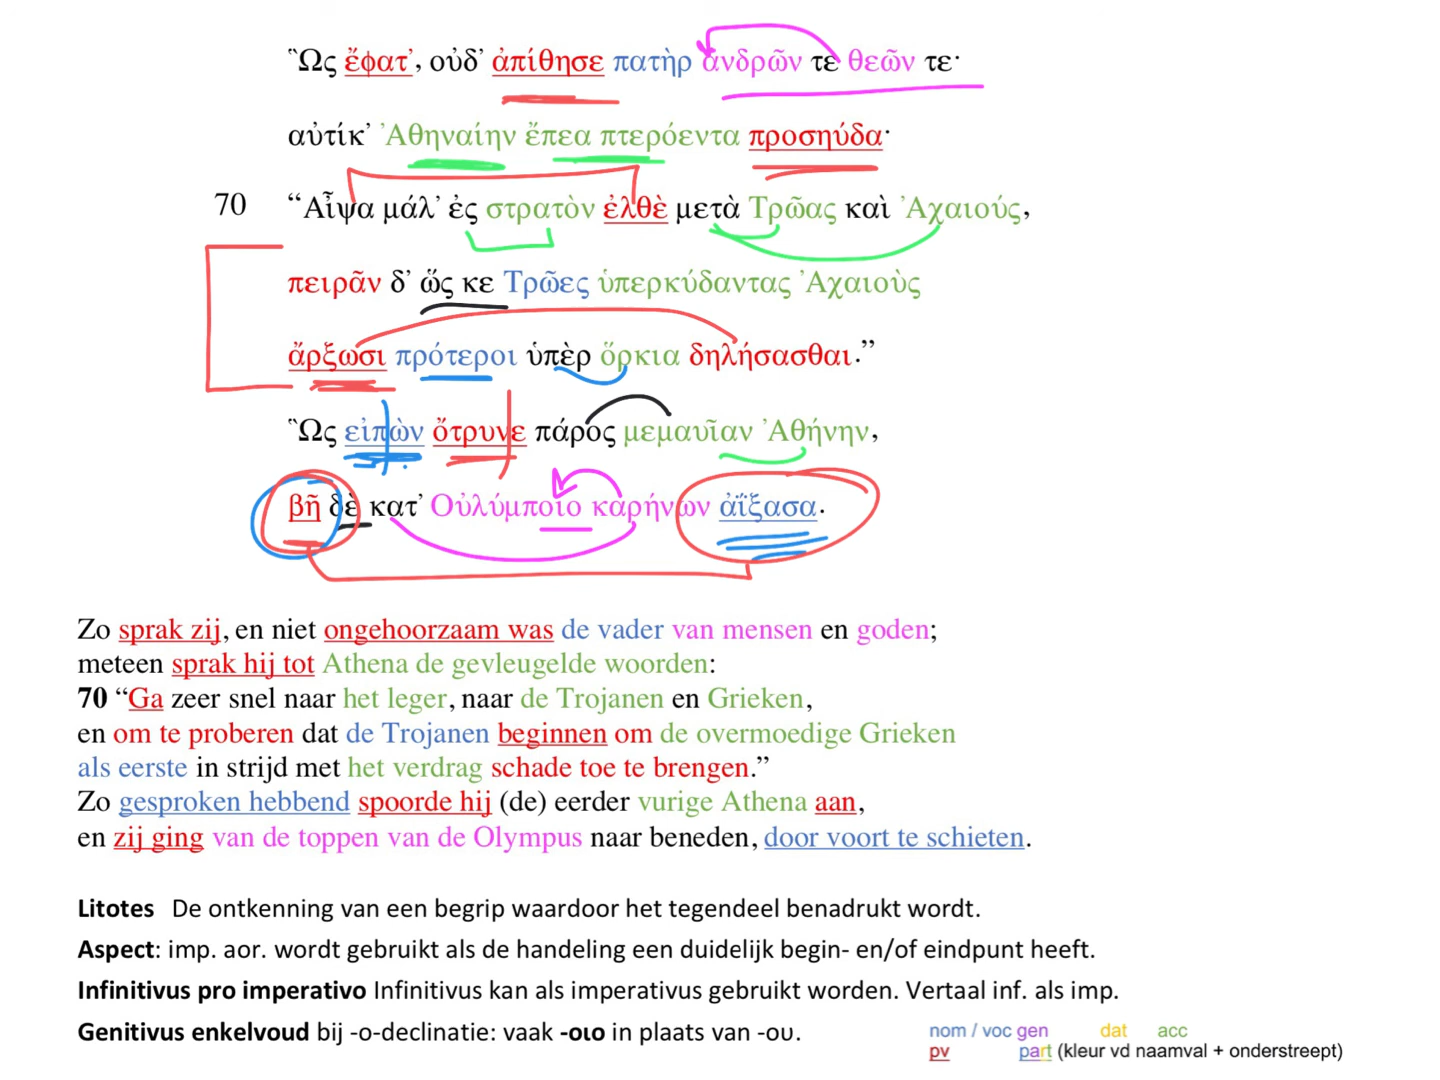 Ὣς ἔφατ’, οὐδ’ ἀπίθησε πατὴρ ἀνδρῶν τε θεῶν τε·
αὐτίκ’ Ἀθηναίην ἔπεα πτερόεντα προσηύδα·
70 “Αἶψα μάλ’ ἐς στρατὸν ἐλθὲ μετὰ Τρῶας καὶ Ἀχαιούς,
πειρᾶν δ’ ὥς κε Τρῶες ὑπερκύδαντας Ἀχαιοὺς
ἄρξωσι πρότεροι ὑπὲρ ὅρκια δηλήσασθαι.”
Ὣς εἰπὼν ὄτρυνε πάρος μεμαυῖαν Ἀθήνην,
βῆ δὲ κατ’ Οὐλύμποιο καρήνων ἀΐξασα.
Zo sprak zij, en niet ongehoorzaam was de vader van mensen en goden;
meteen sprak hij tot Athena de gevleugelde woorden:
70 “Ga zeer snel naar het leger, naar de Trojanen en Grieken,
en om te proberen dat de Trojanen beginnen om de overmoedige Grieken
als eerste in strijd met het verdrag schade toe te brengen.”
Zo gesproken hebbend spoorde hij (de) eerder vurige Athena aan,
en zij ging van de toppen van de Olympus naar beneden, door voort te schieten.
Litotes De ontkenning van een begrip waardoor het tegendeel benadrukt wordt.
Aspect: imp. aor. wordt gebruikt als de handeling een duidelijk begin- en/of eindpunt heeft.
Infinitivus pro imperativo Infinitivus kan als imperativus gebruikt worden. Vertaal inf. als imp.
Genitivus enkelvoud bij -o-declinatie: vaak -οιο in plaats van -ου.
nom / voc gen dat acc
pv part (kleur vd naamval + onderstreept)